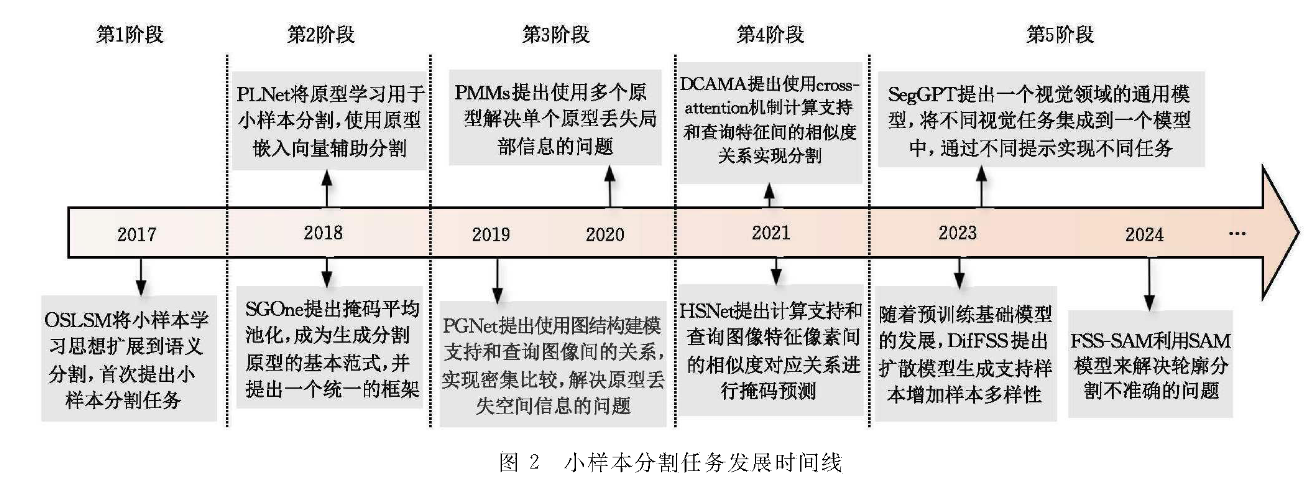 第1阶段
第2阶段
第3阶段
第4阶段
第5阶段
PLNet将原型学习用于
小样本分割,使用原型
嵌入向量辅助分割
PMMs提出使用多个原
型解决单个原型丢失局
部信息的问题
DCAMA提出使用cross-
attention机制计算支持
和查询特征间的相似度
关系实现分割
SegGPT提出一个视觉领域的通用模
型,将不同视觉任务集成到一个模型
中,通过不同提示实现不同任务
2017
2018
2019
2020
2021
2023
2024
…
OSLSM将小样本学
习思想扩展到语义
分割,首次提出小
样本分割任务
SGOne提出掩码平均
池化,成为生成分割
原型的基本范式,并
提出一个统一的框架
PGNet提出使用图结构建模
支持和查询图像间的关系,
实现密集比较,解决原型丢
失空间信息的问题
HSNet提出计算支持和
查询图像特征像素间
的相似度对应关系进
行掩码预测
随着预训练基础模型
的发展,DifFSS提出
扩散模型生成支持样
本增加样本多样性
FSS-SAM利用SAM
模型来解决轮廓分
割不准确的问题
图 2 小样本分割任务发展时间线